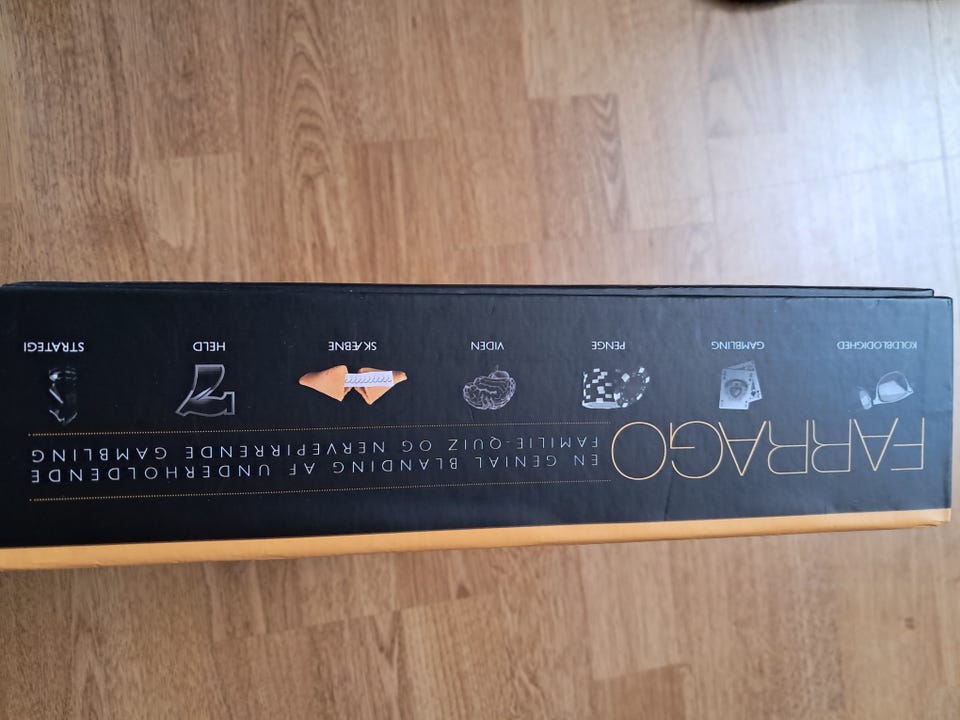 FARRAGO
EN GENIAL BLANDING AF UNDERHOLDENDE
FAMILIE-QUIZ OG NERVEPIRRENDE GAMBLING
KOLDBLODIGHED
GAMBLING
PENGE
VIDEN
SKÆBNE
HELD
STRATEGI